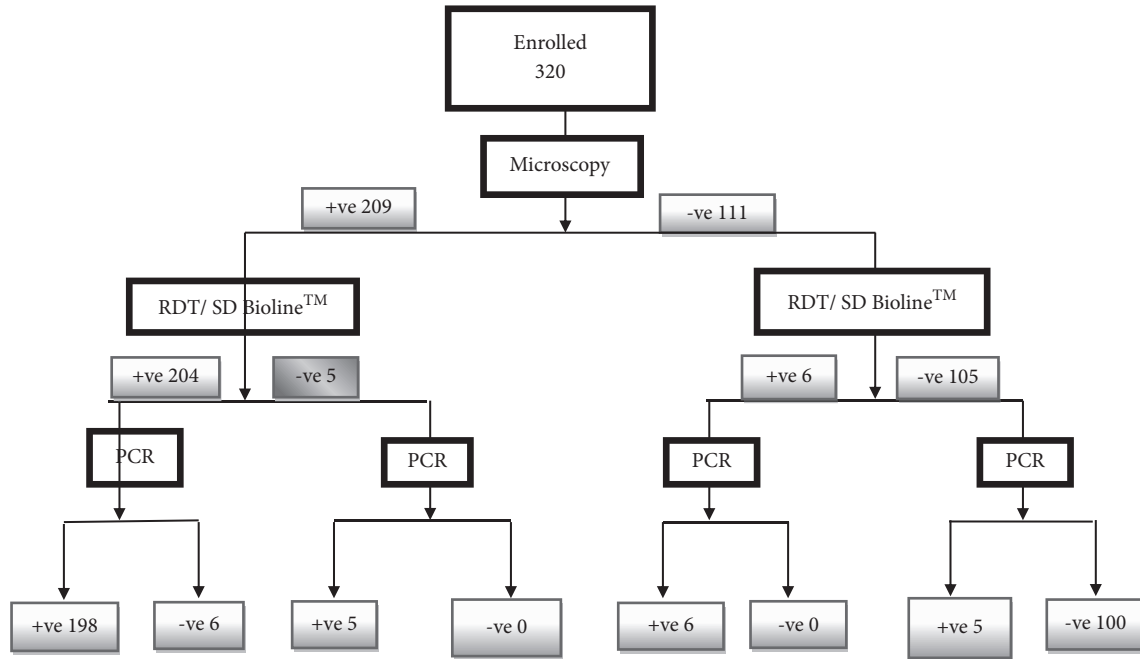 Enrolled
320
Microscopy
+ve 209
-ve 111
RDT/ SD Bioline™
RDT/ SD Bioline™
+ve 204
-ve 5
+ve 6
-ve 105
PCR
PCR
PCR
PCR
+ve 198
-ve 6
+ve 5
-ve 0
+ve 6
-ve 0
+ve 5
-ve 100